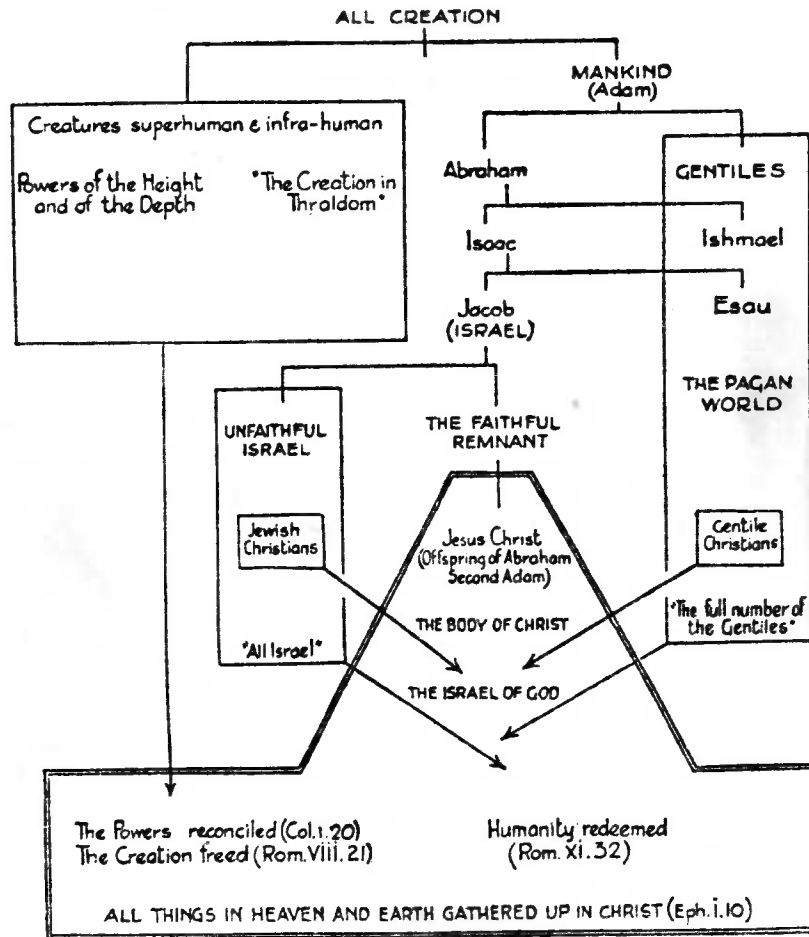 ALL CREATION
MANKIND
(Adam)
Creatures superhuman & infra-human
Powers of the Height
and of the Depth
"The Creation in
Thraldom"
Abraham
GENTILES
Isaac
Ishmael
Jacob
(ISRAEL)
Esau
THE PAGAN
WORLD
UNFAITHFUL
ISRAEL
THE FAITHFUL
REMNANT
Jewish
Christians
Jesus Christ
(Offspring of Abraham
Second Adam)
Gentile
Christians
THE BODY OF CHRIST
"The full number of
the Gentiles"
"All Israel"
THE ISRAEL OF GOD
The Powers reconciled (Col.1.20)
The Creation freed (Rom.VIII.21)
Humanity redeemed
(Rom. XI.32)
ALL THINGS IN HEAVEN AND EARTH GATHERED UP IN CHRIST (Eph.i.10)